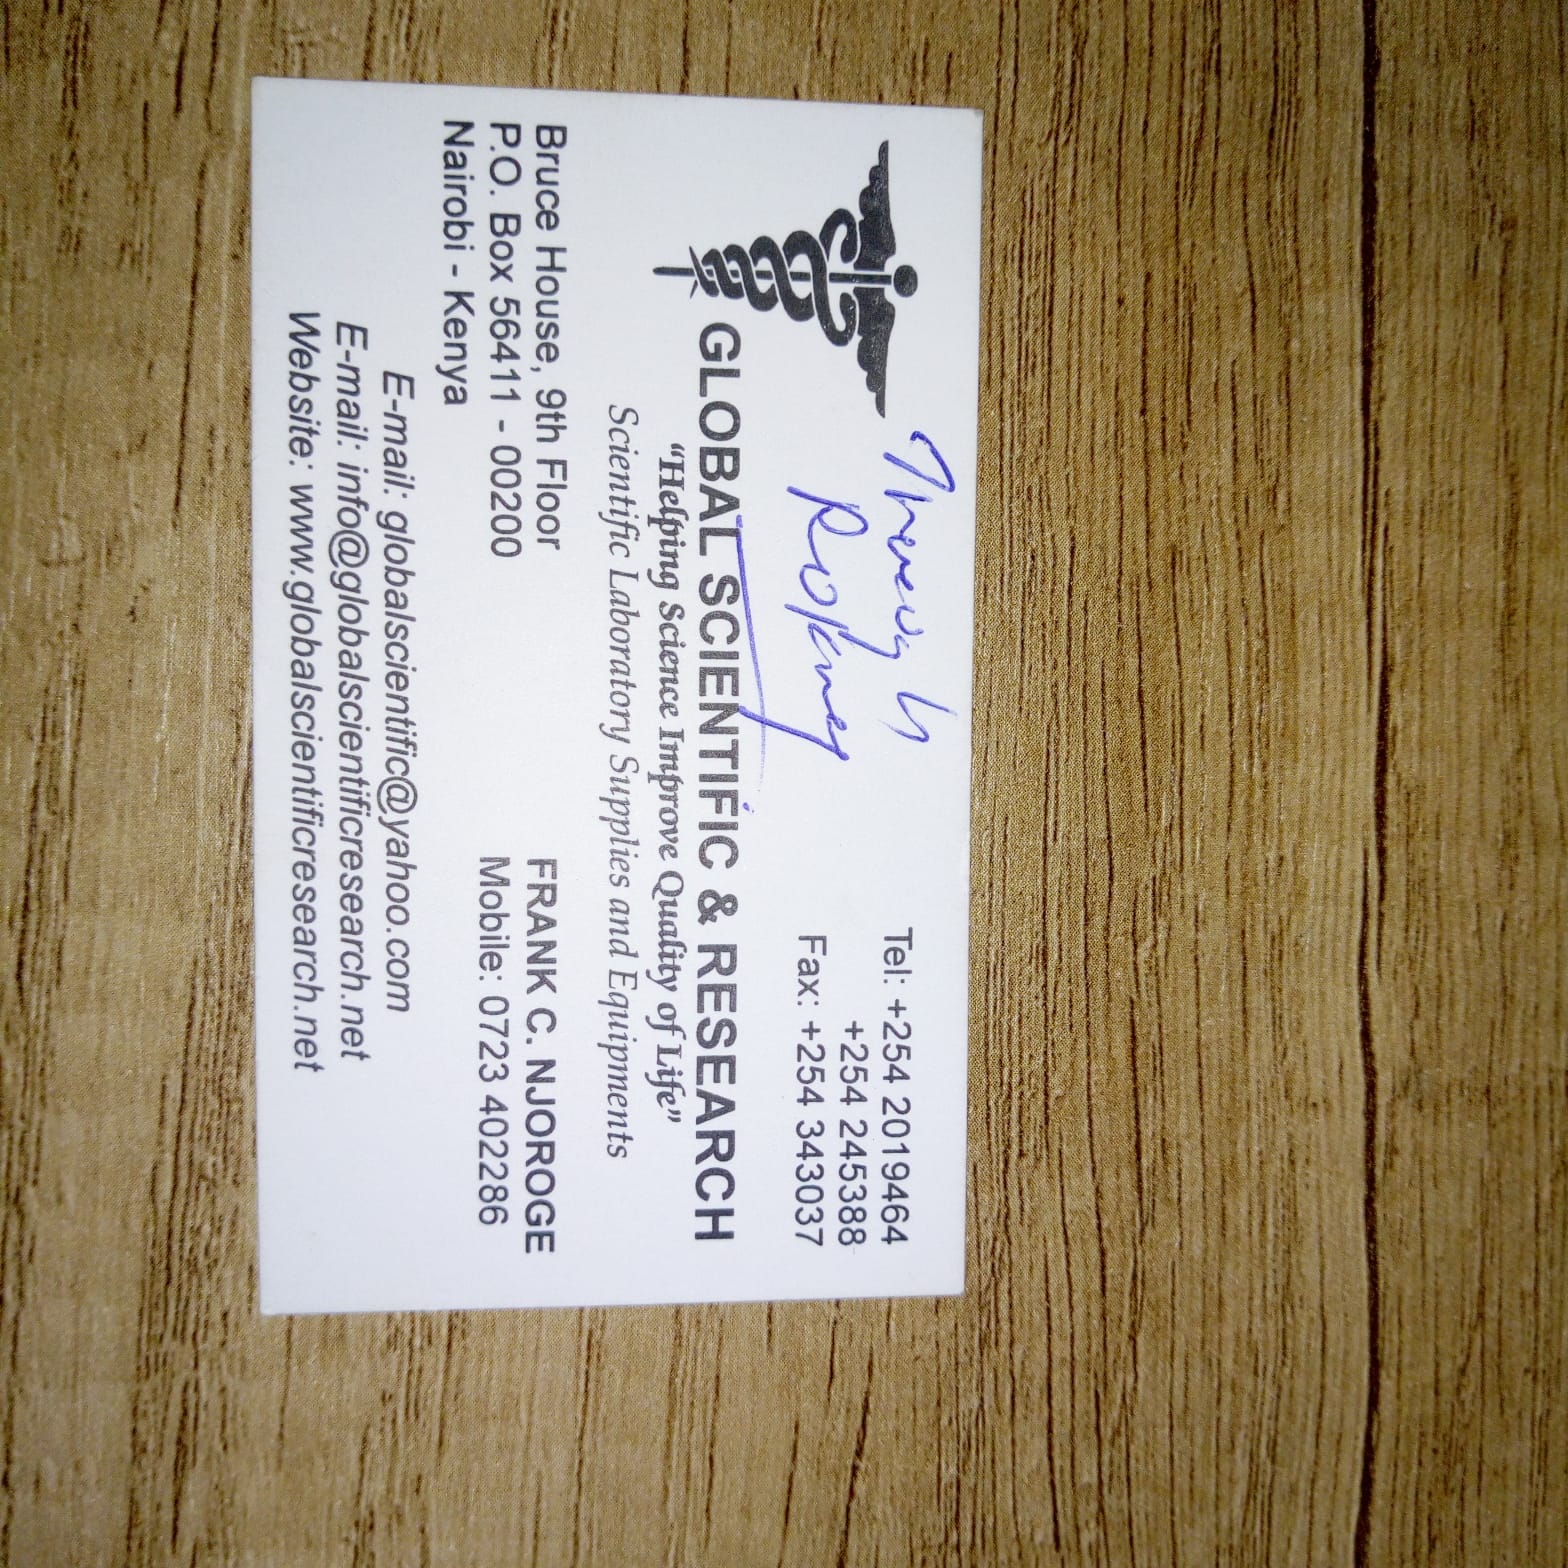 Through
Rodney
Tel: +254 2019464
+254 245388
Fax: +254 343037
GLOBAL SCIENTIFIC & RESEARCH
“Helping Science Improve Quality of Life”
Scientific Laboratory Supplies and Equipments
Bruce House, 9th Floor
P.O. Box 56411 - 00200
Nairobi - Kenya
FRANK C. NJOROGE
Mobile: 0723 402286
E-mail: globalscientific@yahoo.com
E-mail: info@globalscientificresearch.net
Website: www.globalscientificresearch.net